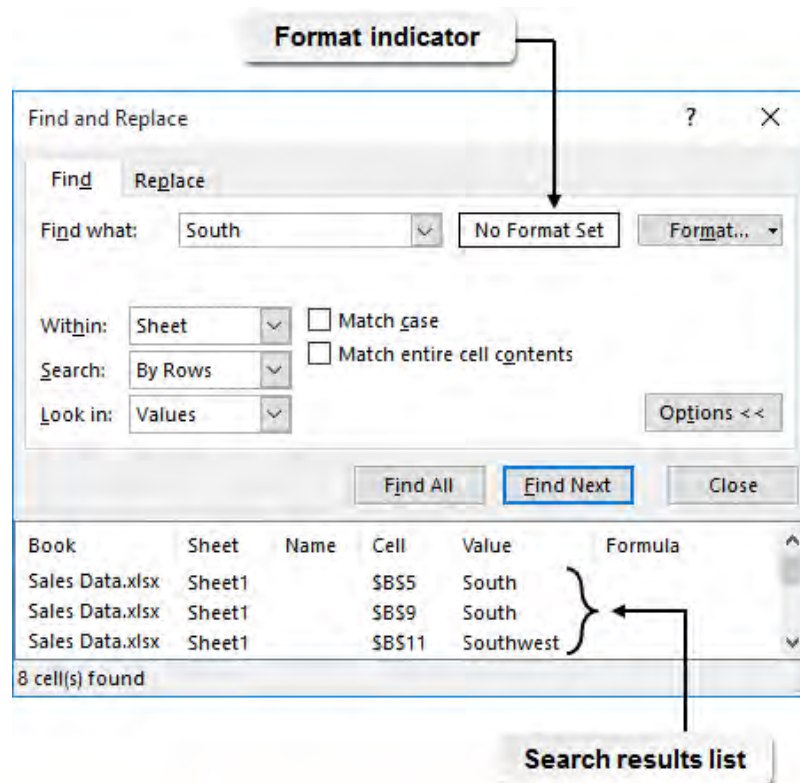 Format indicator
Find and Replace ? X
Find Replace
Find what: South No Format Set Format...
Within: Sheet Match case
Match entire cell contents
Search: By Rows
Look in: Values Options <<
Find All Find Next Close
Book Sheet Name Cell Value Formula
Sales Data.xlsx Sheet1 $B$5 South
Sales Data.xlsx Sheet1 $B$9 South
Sales Data.xlsx Sheet1 $B$11 Southwest
8 cell(s) found
Search results list